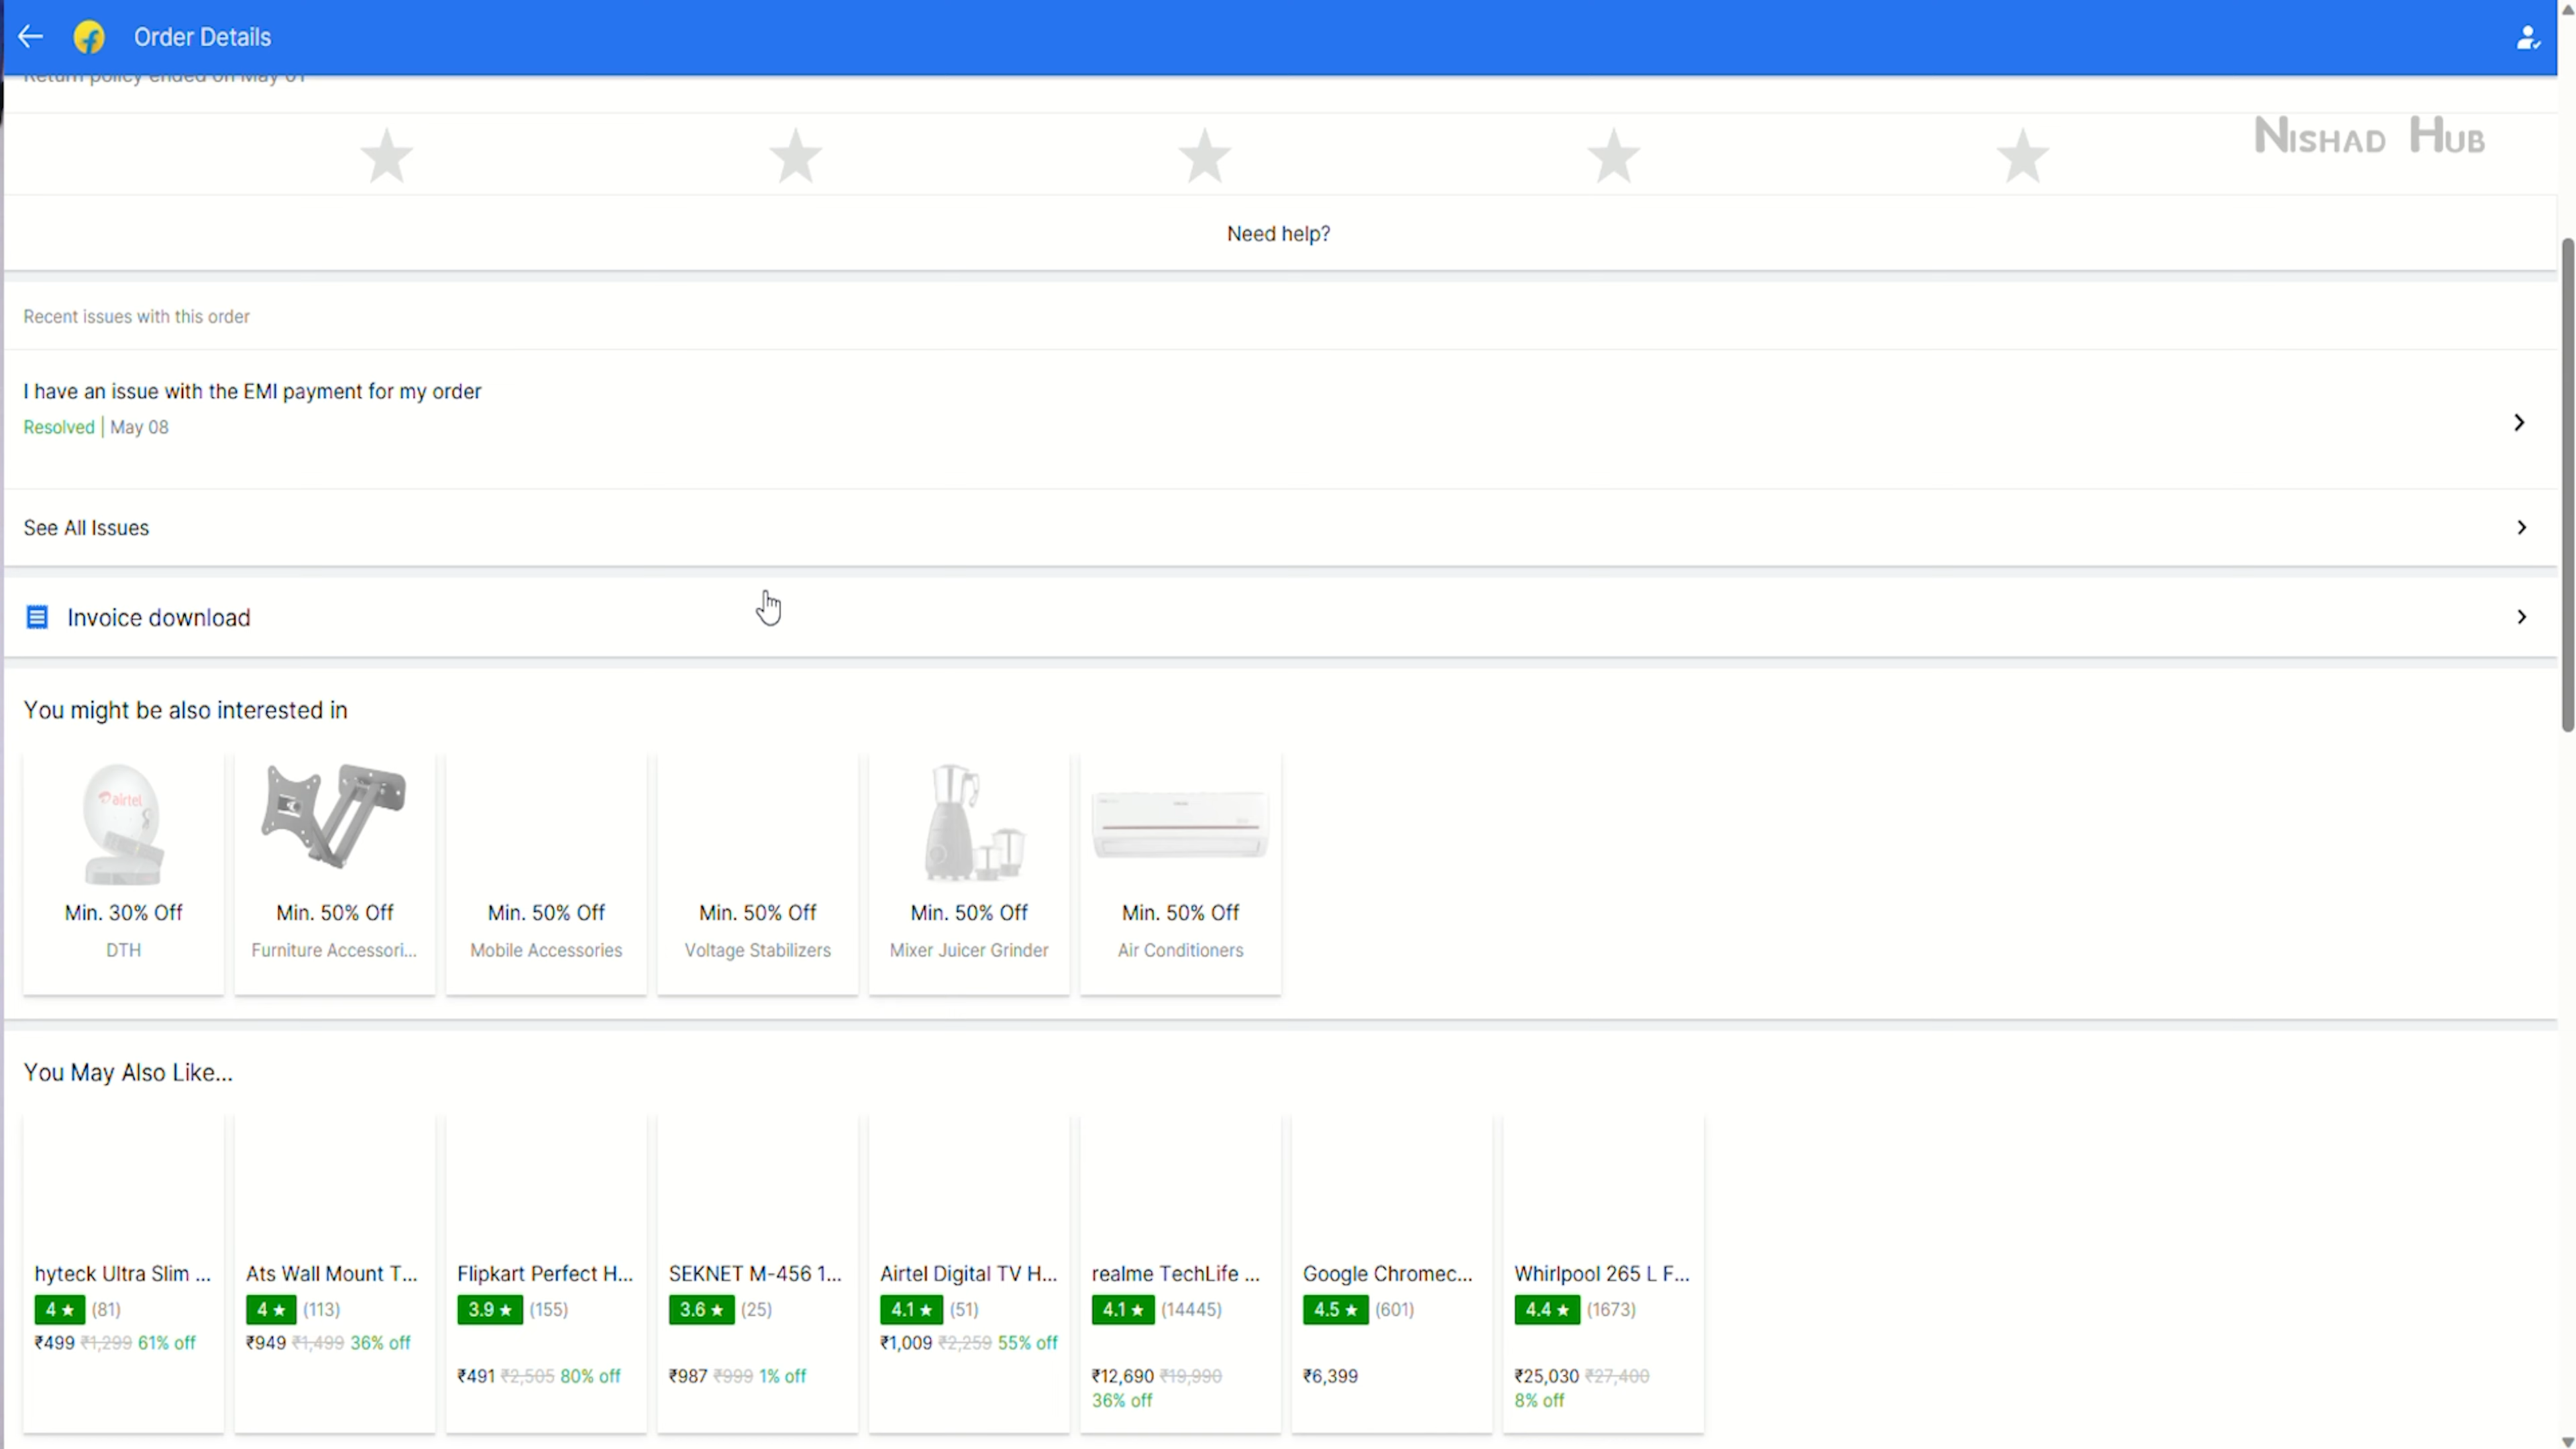 Order Details
Return policy ended on May 01
NISHAD HUB
Need help?
Recent issues with this order
I have an issue with the EMI payment for my order
Resolved | May 08
See All Issues
Invoice download
You might be also interested in
airtel
Min. 30% Off
DTH
Min. 50% Off
Furniture Accessori...
Min. 50% Off
Mobile Accessories
Min. 50% Off
Voltage Stabilizers
Min. 50% Off
Mixer Juicer Grinder
Min. 50% Off
Air Conditioners
You May Also Like...
hyteck Ultra Slim ...
4 ★ (81)
₹499 ₹1,299 61% off
Ats Wall Mount T...
4 ★ (113)
₹949 ₹1,499 36% off
Flipkart Perfect H...
3.9 ★ (155)
₹491 ₹2,505 80% off
SEKNET M-456 1...
3.6 ★ (25)
₹987 ₹999 1% off
Airtel Digital TV H...
4.1 ★ (51)
₹1,009 ₹2,259 55% off
realme TechLife ...
4.1 ★ (14445)
₹12,690 ₹19,990
36% off
Google Chromec...
4.5 ★ (601)
₹6,399
Whirlpool 265 L F...
4.4 ★ (1673)
₹25,030 ₹27,400
8% off